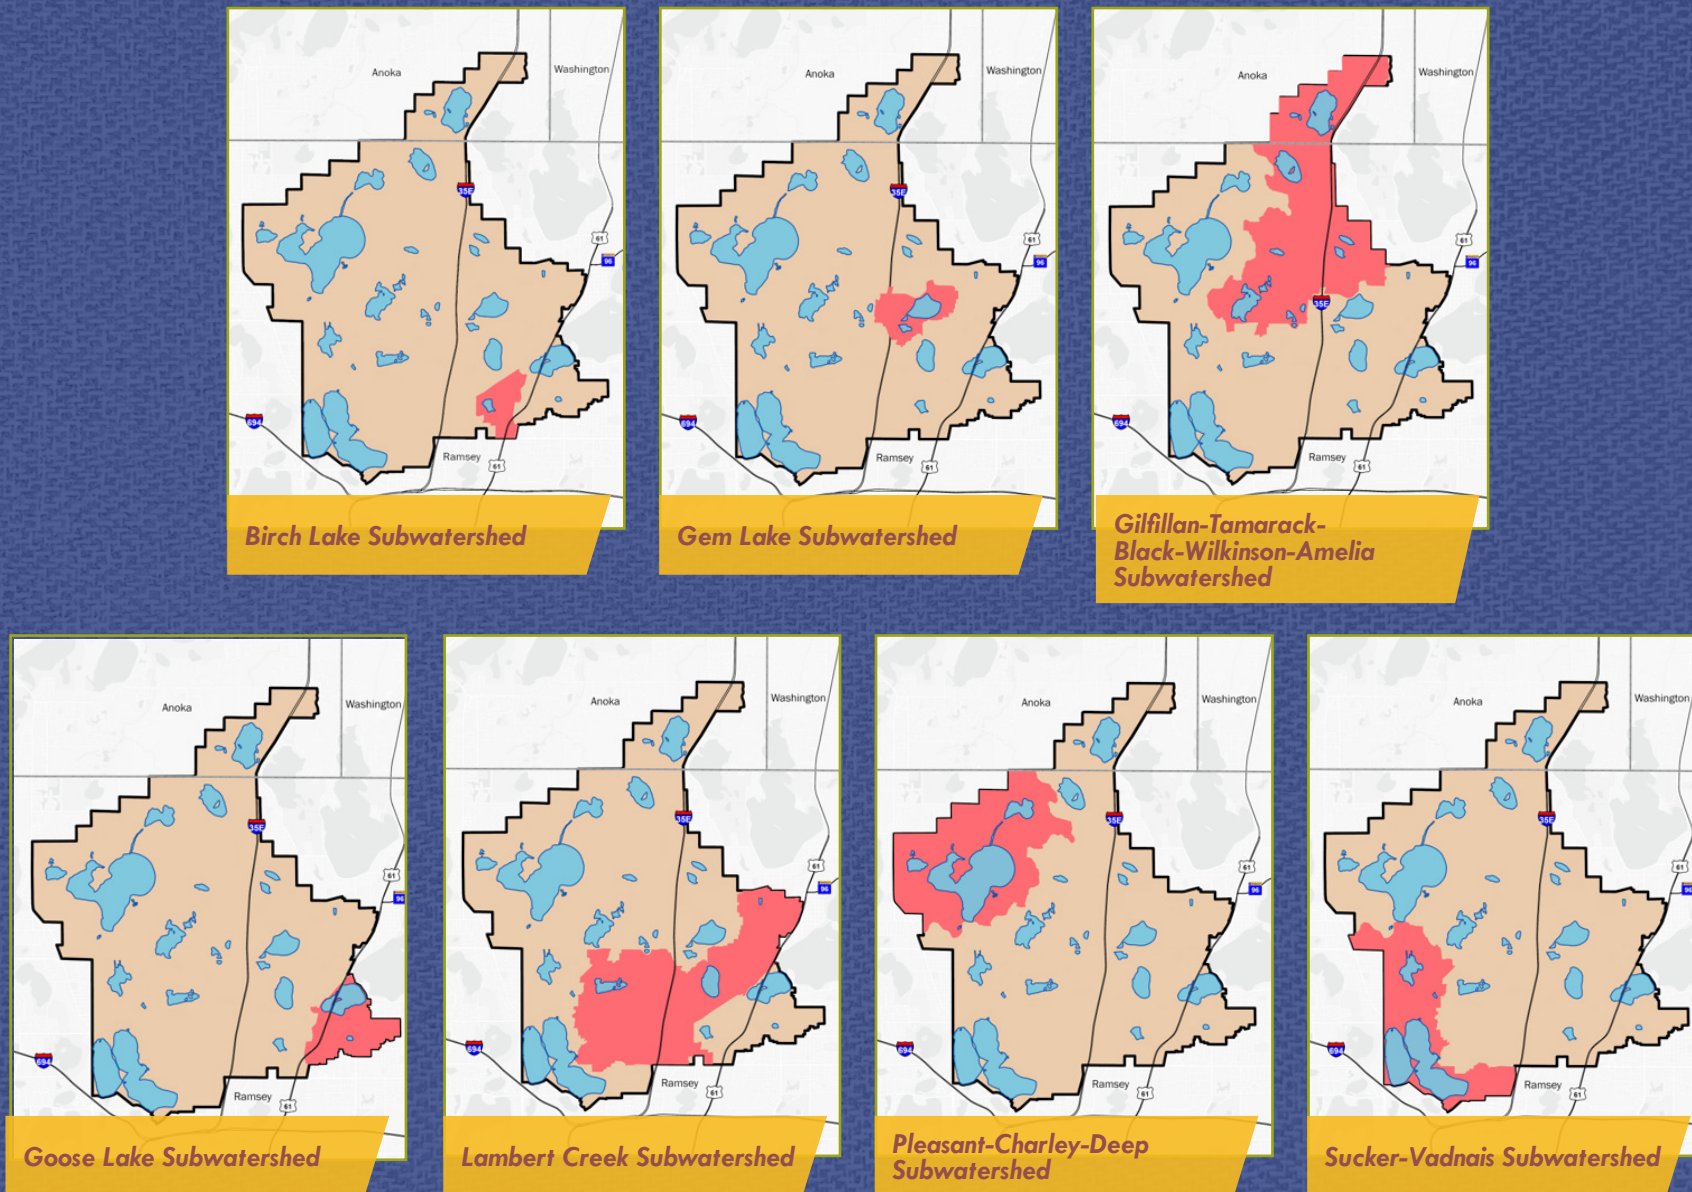 Anoka
Washington
35E
61
96
694
Ramsey
61
Birch Lake Subwatershed
Anoka
Washington
35E
61
96
694
Ramsey
61
Gem Lake Subwatershed
Anoka
Washington
61
96
35E
694
Ramsey
61
Gilfillan-Tamarack-
Black-Wilkinson-Amelia
Subwatershed
Anoka
Washington
35E
61
96
694
Ramsey
61
Goose Lake Subwatershed
Anoka
Washington
35E
61
96
694
Ramsey
61
Lambert Creek Subwatershed
Anoka
Washington
35E
61
96
694
Ramsey
61
Pleasant-Charley-Deep
Subwatershed
Anoka
Washington
35E
61
96
694
Ramsey
61
Sucker-Vadnais Subwatershed